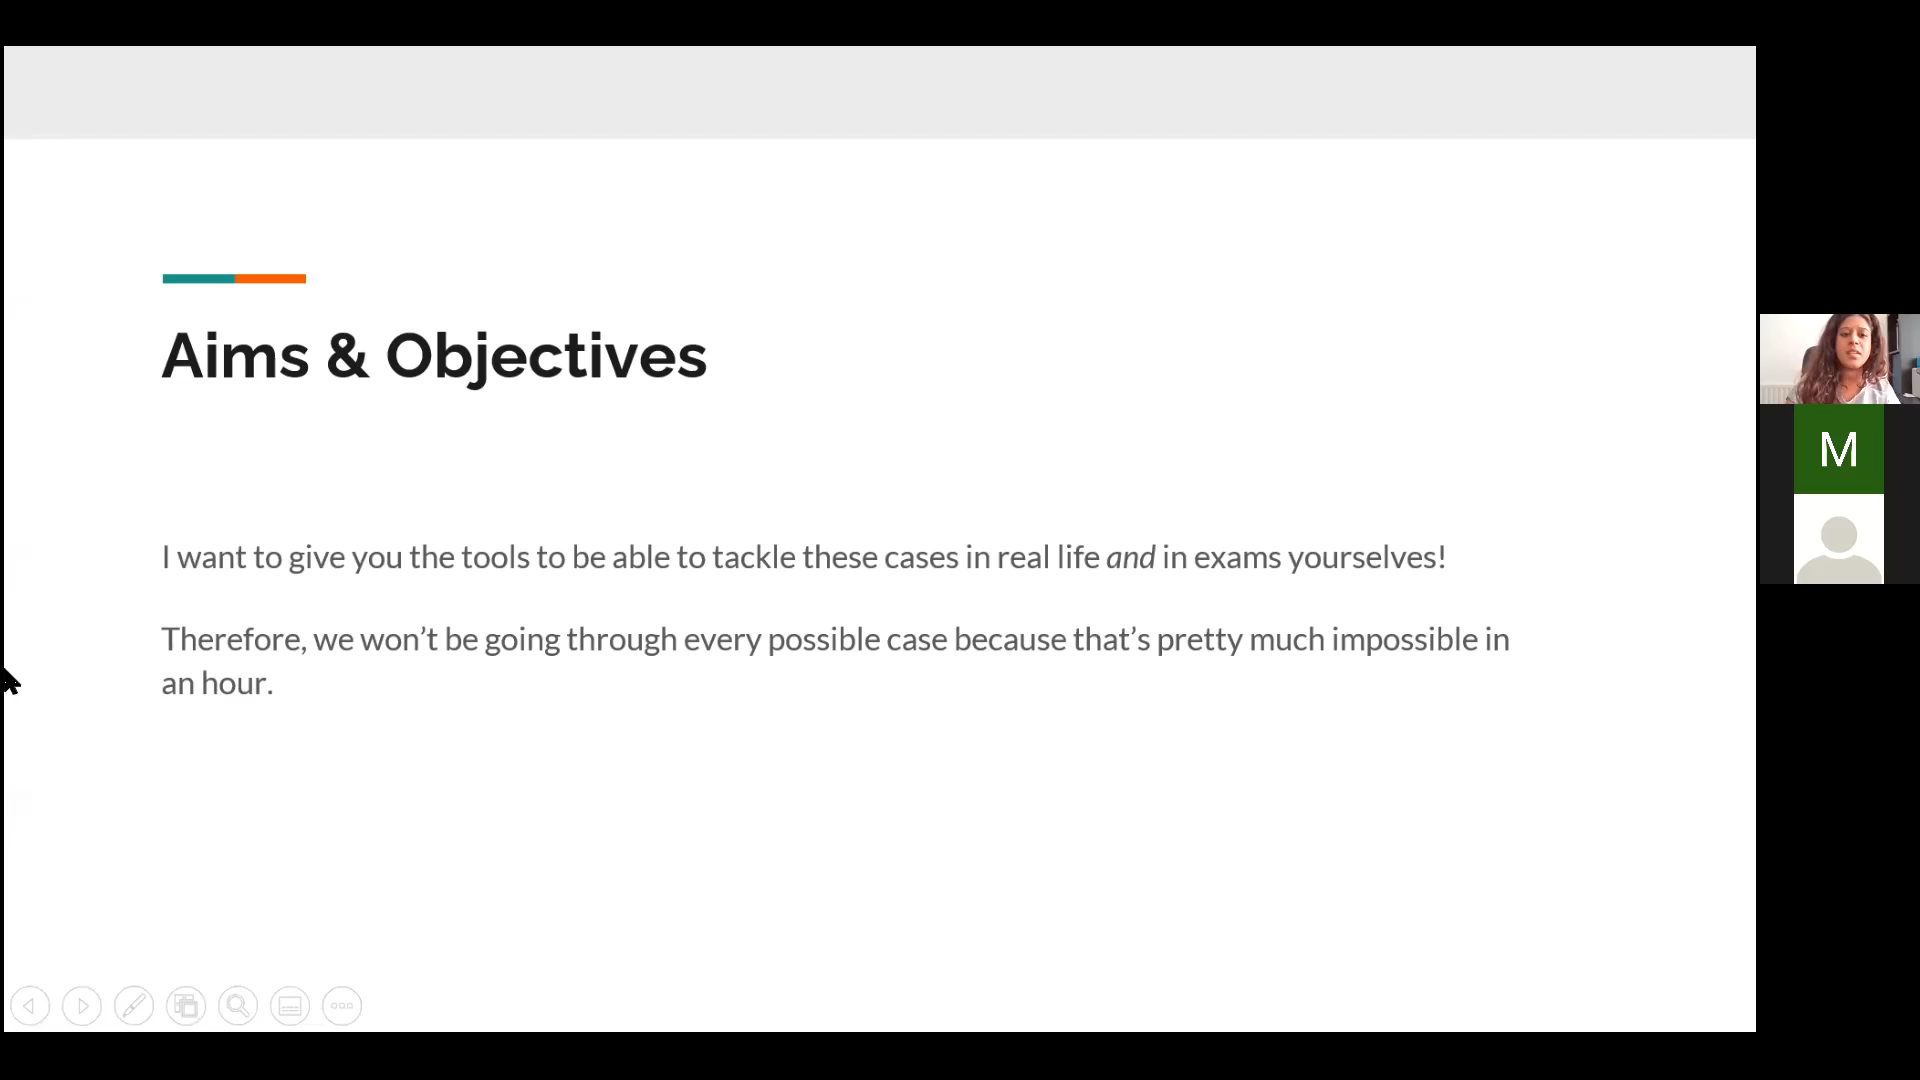 Aims & Objectives
I want to give you the tools to be able to tackle these cases in real life and in exams yourselves!
Therefore, we won’t be going through every possible case because that’s pretty much impossible in
an hour.
M